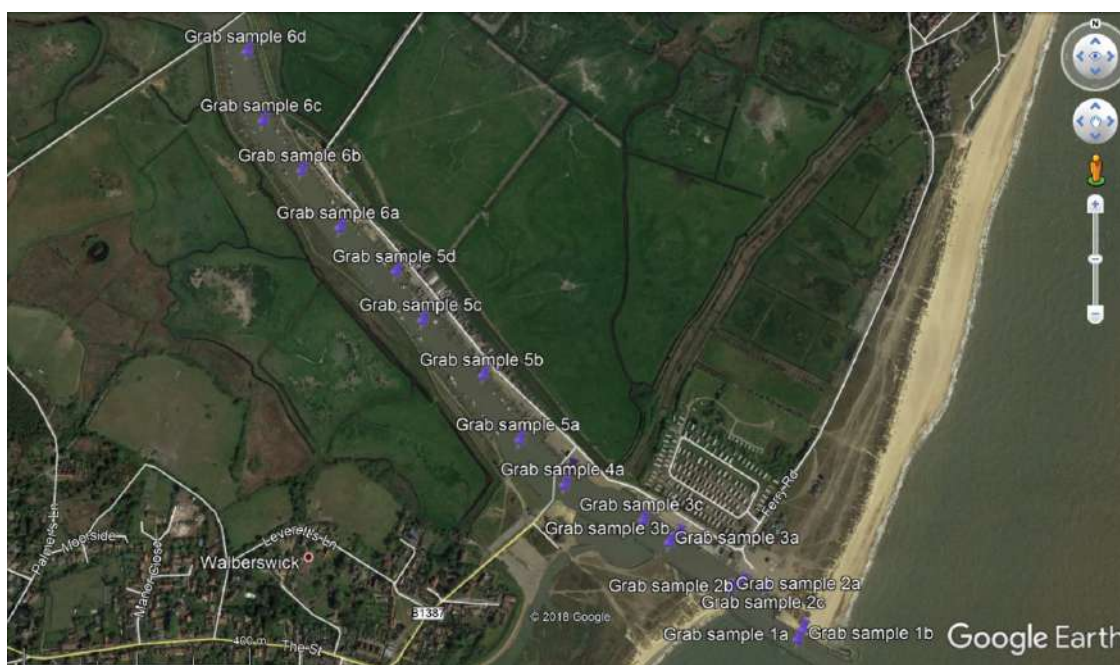 Grab sample 6d
Grab sample 6c
Grab sample 6b
Grab sample 6a
Grab sample 5d
Grab sample 5c
Grab sample 5b
Grab sample 5a
Grab sample 4a
Grab sample 3c
Grab sample 3b
Grab sample 3a
Grab sample 2b
Grab sample 2a
Grab sample 2c
Grab sample 1a
Grab sample 1b
Ferry Rd
Palmers Ln
Moorside
Manor Close
Leveretts Ln
Walberswick
B1387
400 m
The St
© 2018 Google
Google Earth
N